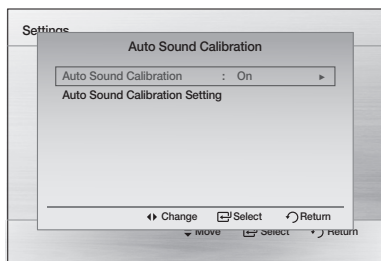 Settings
Auto Sound Calibration
Auto Sound Calibration : On ►
Auto Sound Calibration Setting
Change Select Return
Move Select Return